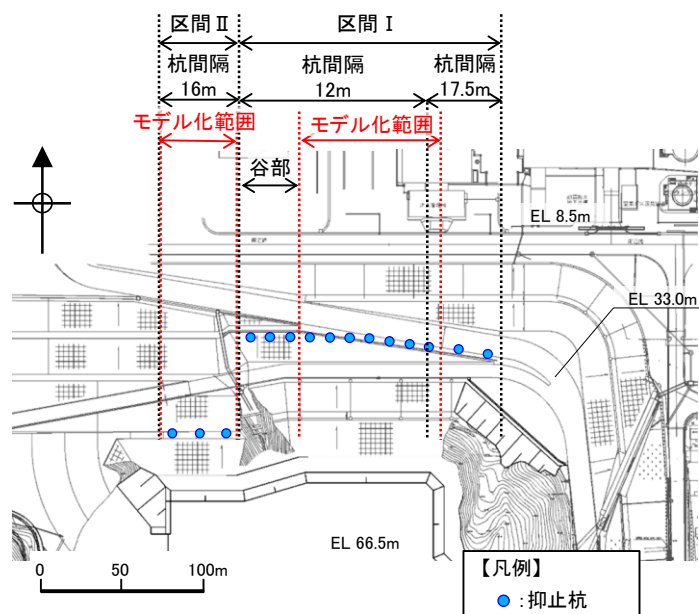 区間Ⅱ
区間Ⅰ
杭間隔
16m
杭間隔
12m
杭間隔
17.5m
モデル化範囲
モデル化範囲
谷部
EL 8.5m
EL 33.0m
EL 66.5m
0 50 100m
【凡例】
:抑止杭